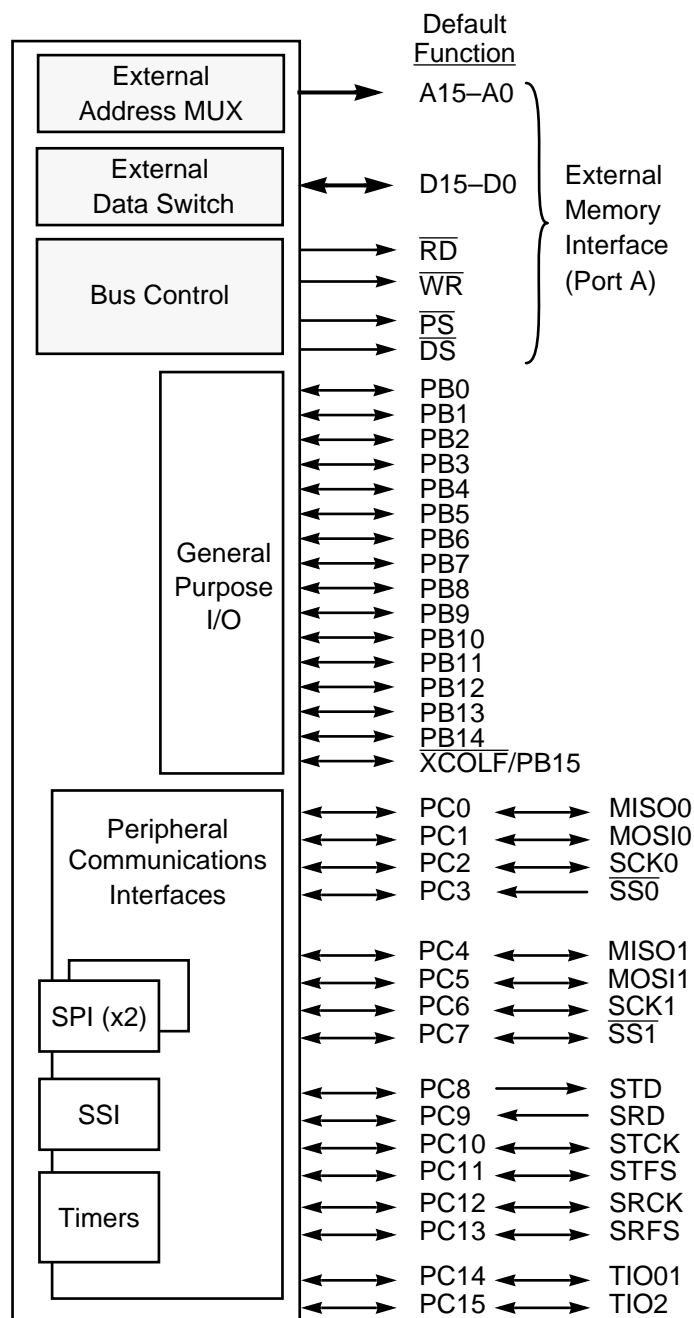 Default
Function
External
Address MUX
A15–A0
External
Data Switch
D15–D0
External
Memory
Interface
(Port A)
Bus Control
RD
WR
PS
DS
General
Purpose
I/O
PB0
PB1
PB2
PB3
PB4
PB5
PB6
PB7
PB8
PB9
PB10
PB11
PB12
PB13
PB14
XCOLF/PB15
Peripheral
Communications
Interfaces
PC0 MISO0
PC1 MOSI0
PC2 SCK0
PC3 SS0
PC4 MISO1
PC5 MOSI1
PC6 SCK1
PC7 SS1
SPI (x2)
PC8 STD
PC9 SRD
PC10 STCK
PC11 STFS
SSI
PC12 SRCK
PC13 SRFS
Timers
PC14 TIO01
PC15 TIO2